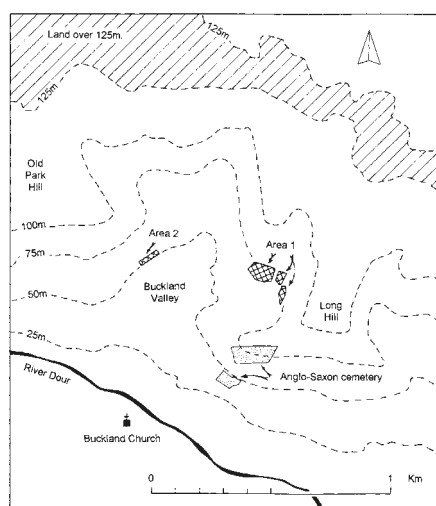 Land over 125m.
125m
125m
Old
Park
Hill
Area 2
Area 1
100m
75m
Buckland
Valley
50m
Long
Hill
25m
River Dour
Anglo-Saxon cemetery
Buckland Church
0
1
Km